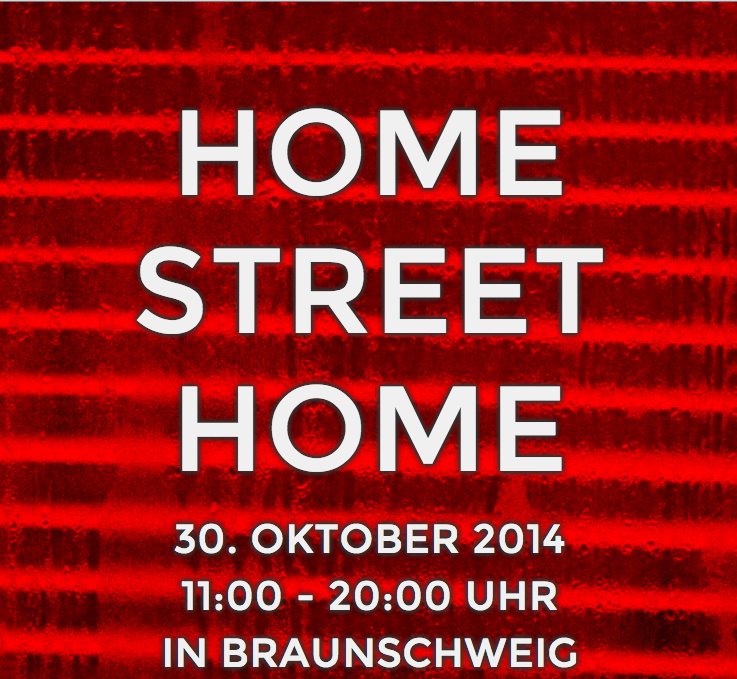 HOME
STREET
HOME
30. OKTOBER 2014
11:00 - 20:00 UHR
IN BRAUNSCHWEIG